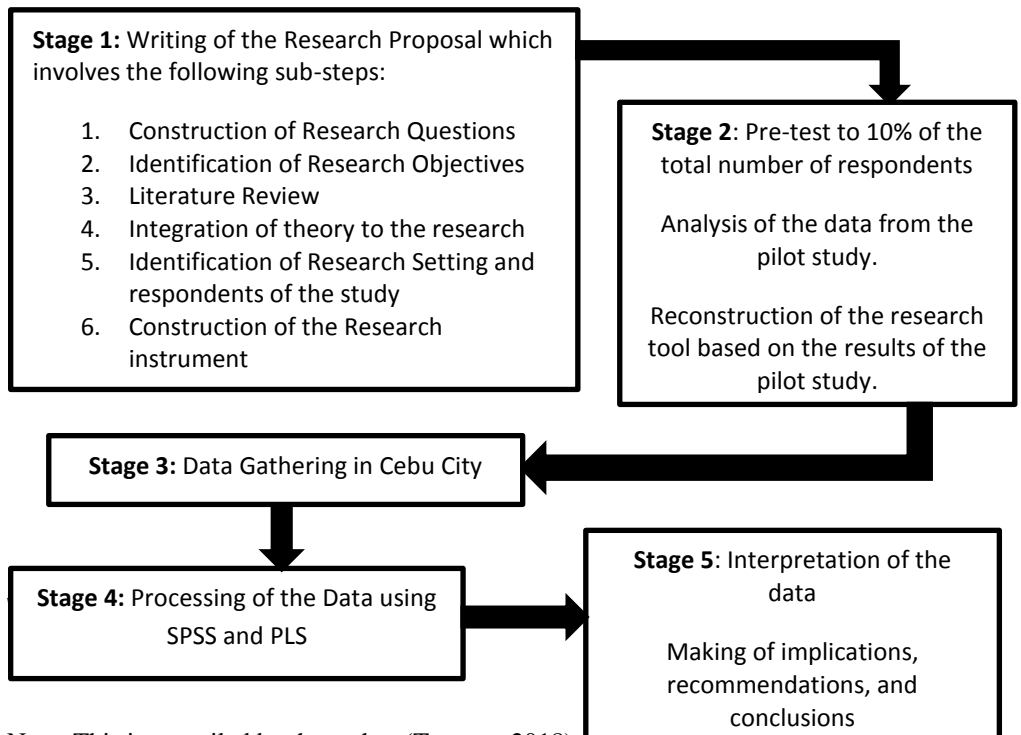 Stage 1: Writing of the Research Proposal which
involves the following sub-steps:
1. Construction of Research Questions
2. Identification of Research Objectives
3. Literature Review
4. Integration of theory to the research
5. Identification of Research Setting and
respondents of the study
6. Construction of the Research
instrument
Stage 2: Pre-test to 10% of the
total number of respondents
Analysis of the data from the
pilot study.
Reconstruction of the research
tool based on the results of the
pilot study.
Stage 3: Data Gathering in Cebu City
Stage 4: Processing of the Data using
SPSS and PLS
Stage 5: Interpretation of the
data
Making of implications,
recommendations, and
conclusions